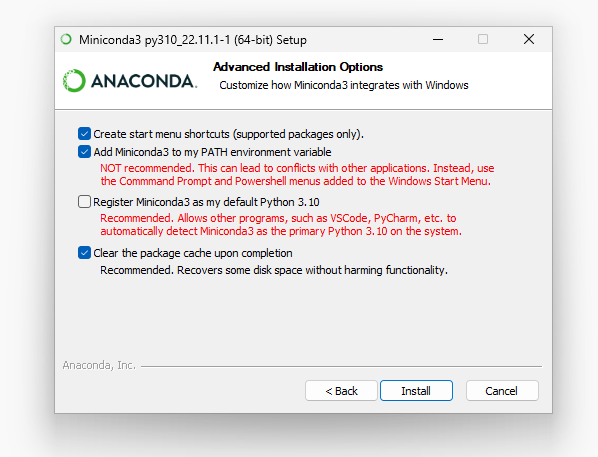 Miniconda3 py310_22.11.1-1 (64-bit) Setup
ANACONDA.
Advanced Installation Options
Customize how Miniconda3 integrates with Windows
Create start menu shortcuts (supported packages only).
Add Miniconda3 to my PATH environment variable
NOT recommended. This can lead to conflicts with other applications. Instead, use
the Commmand Prompt and Powershell menus added to the Windows Start Menu.
Register Miniconda3 as my default Python 3.10
Recommended. Allows other programs, such as VSCode, PyCharm, etc. to
automatically detect Miniconda3 as the primary Python 3.10 on the system.
Clear the package cache upon completion
Recommended. Recovers some disk space without harming functionality.
Anaconda, Inc.
< Back
Install
Cancel